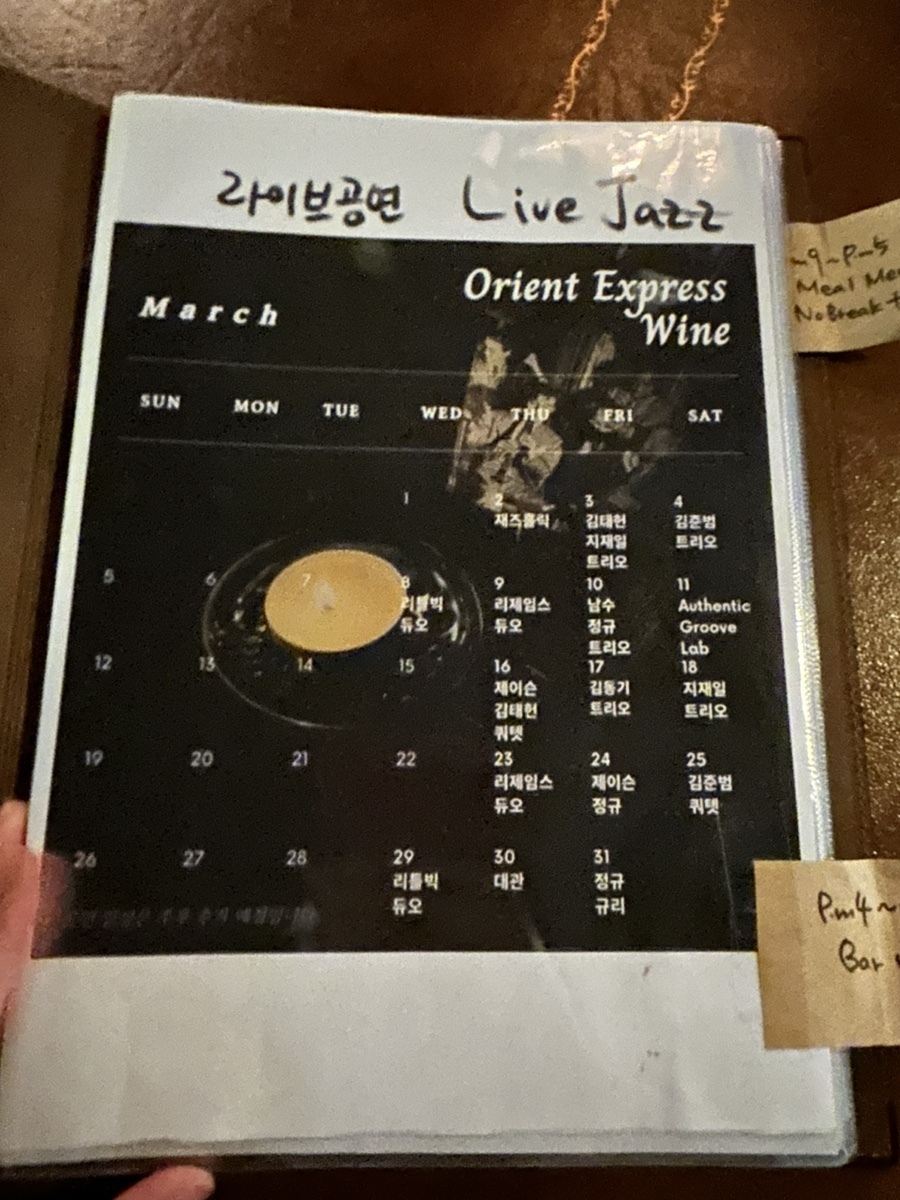 라이브공연 Live Jazz
Orient Express
March
Wine
SUN MON TUE WED THU FRI SAT
1 2 3 4
재즈홀릭 김태헌 김준범
지재일 트리오
트리오
5 6 7 8 9 10 11
리틀빅 리제임스 남수 Authentic
듀오 듀오 정규 Groove
트리오 Lab
12 13 14 15 16 17 18
제이슨 김동기 지재일
김태헌 트리오 트리오
쿼텟
19 20 21 22 23 24 25
리제임스 제이슨 김준범
듀오 정규 쿼텟
26 27 28 29 30 31
리틀빅 대관 정규
듀오 규리
Meal
No Break
P.m4~
Bar